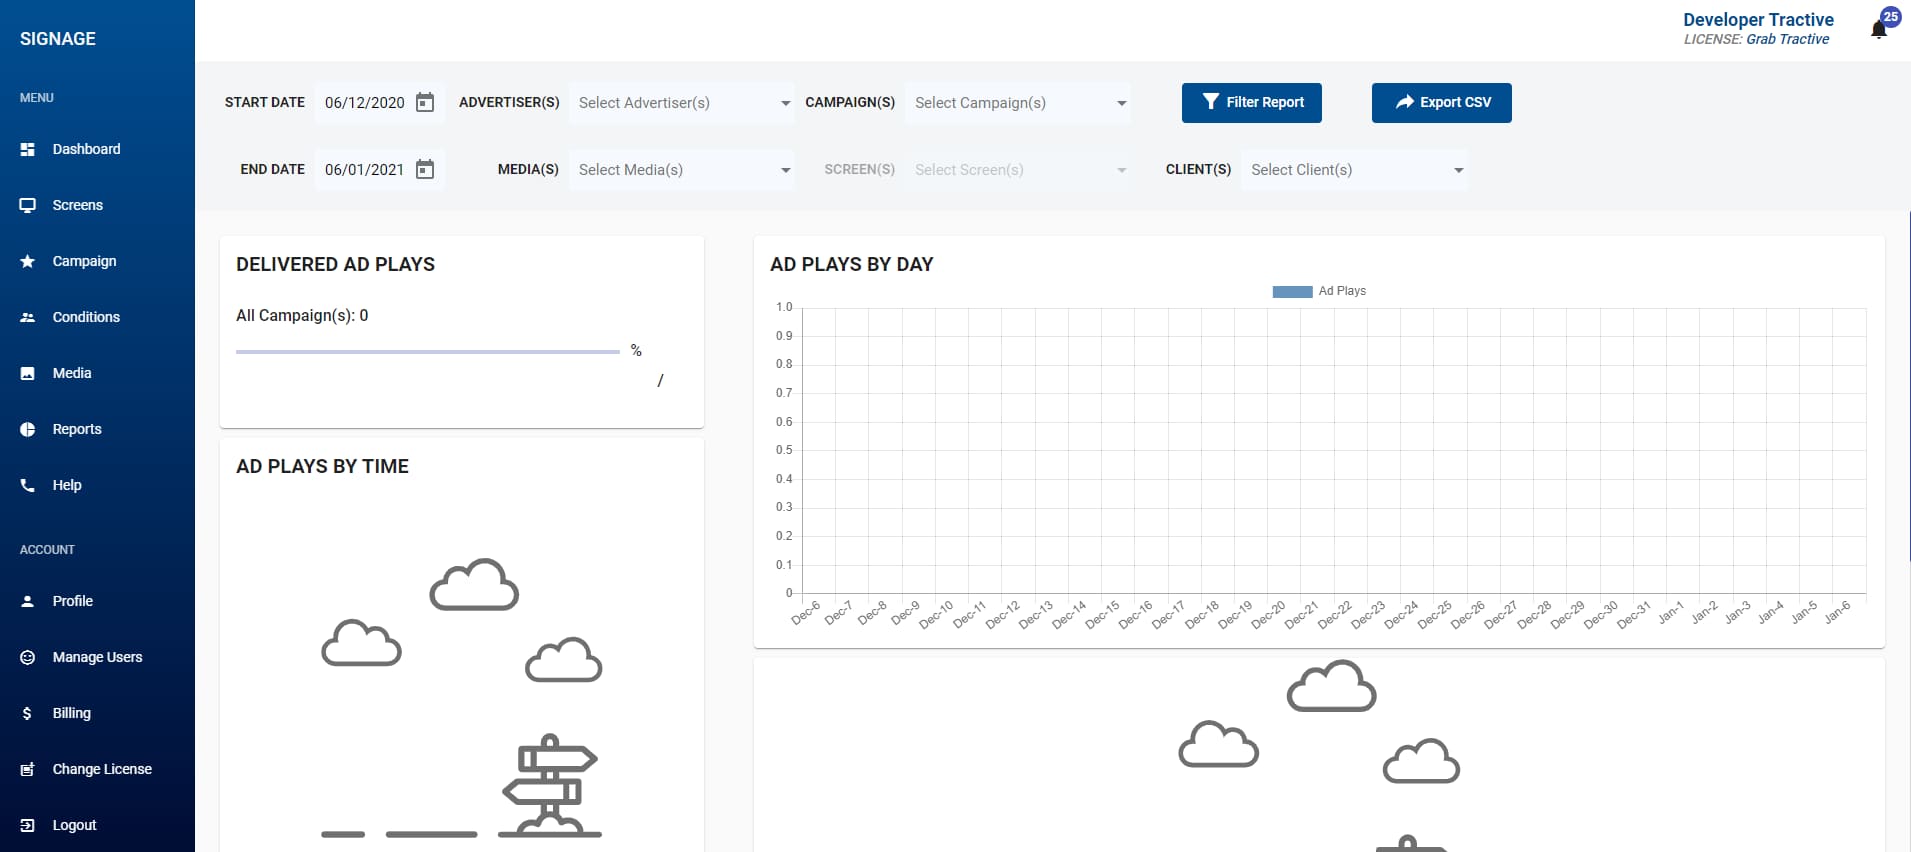 SIGNAGE
MENU
Dashboard
Screens
Campaign
Conditions
Media
Reports
Help
ACCOUNT
Profile
Manage Users
Billing
Change License
Logout
Developer Tractive
LICENSE: Grab Tractive
25
START DATE 06/12/2020 ADVERTISER(S) Select Advertiser(s) CAMPAIGN(S) Select Campaign(s) Filter Report Export CSV
END DATE 06/01/2021 MEDIA(S) Select Media(s) SCREEN(S) Select Screen(s) CLIENT(S) Select Client(s)
DELIVERED AD PLAYS
All Campaign(s): 0
%
/
AD PLAYS BY TIME
AD PLAYS BY DAY
Ad Plays
1.0
0.9
0.8
0.7
0.6
0.5
0.4
0.3
0.2
0.1
0
Dec-6 Dec-7 Dec-8 Dec-9 Dec-10 Dec-11 Dec-12 Dec-13 Dec-14 Dec-15 Dec-16 Dec-17 Dec-18 Dec-19 Dec-20 Dec-21 Dec-22 Dec-23 Dec-24 Dec-25 Dec-26 Dec-27 Dec-28 Dec-29 Dec-30 Dec-31 Jan-1 Jan-2 Jan-3 Jan-4 Jan-5 Jan-6